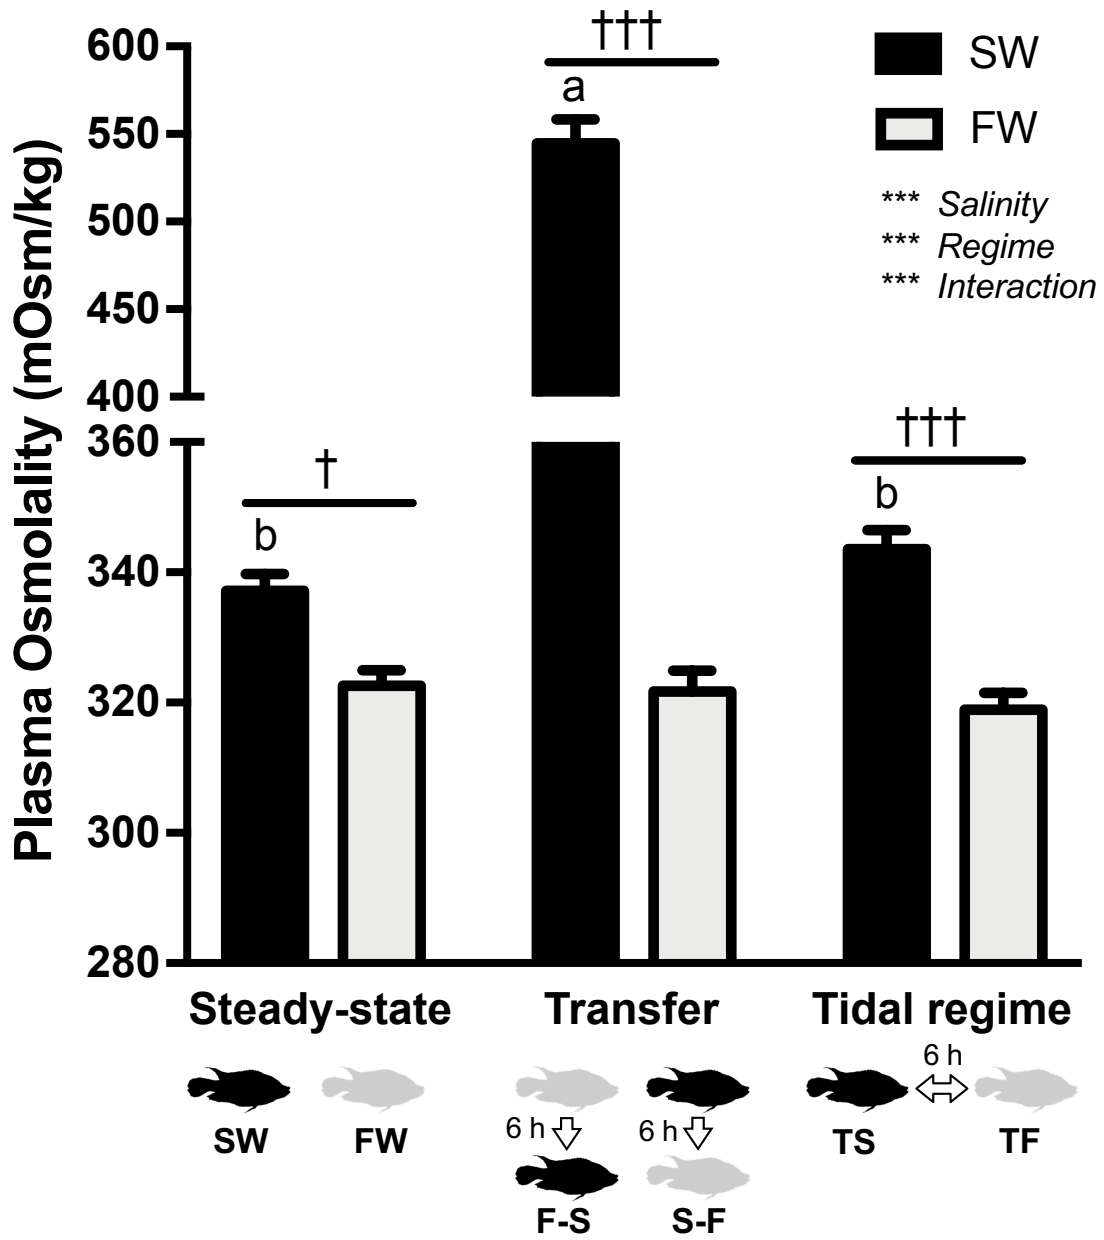 Plasma Osmolality (mOsm/kg)
600
550
500
450
400
360
340
320
300
280
†††
a
†
b
†††
b
SW
FW
*** Salinity
*** Regime
*** Interaction
Steady-state
Transfer
Tidal regime
SW
FW
6 h
6 h
F-S
S-F
6 h
TS
TF